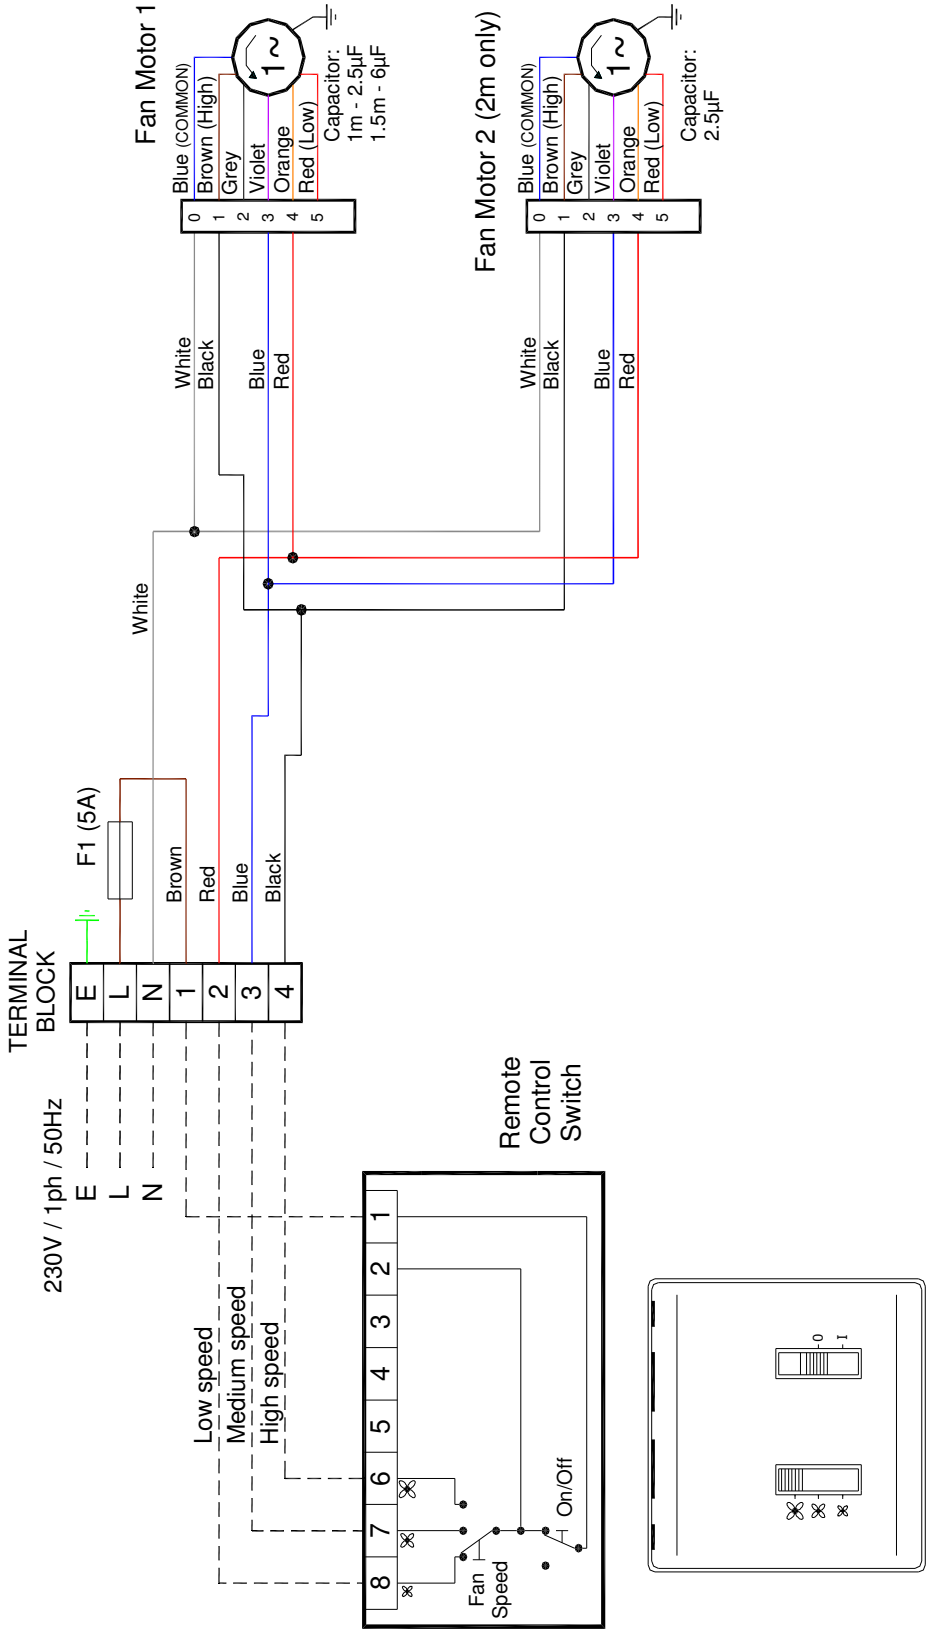 Fan Motor 1
Blue (COMMON)
Brown (High)
Grey
Violet
Orange
Red (Low)
1~
Capacitor:
1m - 2.5µF
1.5m - 6µF
0
1
2
3
4
5
White
Black
Blue
Red
Fan Motor 2 (2m only)
Blue (COMMON)
Brown (High)
Grey
Violet
Orange
Red (Low)
1~
Capacitor:
2.5µF
0
1
2
3
4
5
White
Black
Blue
Red
White
F1 (5A)
Brown
Red
Blue
Black
TERMINAL
BLOCK
E
L
N
1
2
3
4
230V / 1ph / 50Hz
E
L
N
Low speed
Medium speed
High speed
Remote
Control
Switch
1
2
3
4
5
6
7
8
Fan
Speed
On/Off
0
I